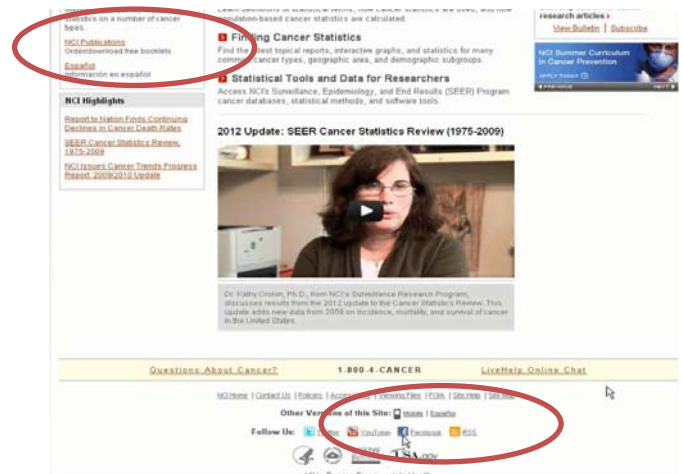 statistics on a number of cancer
types.
NCI Publications
Order/download free booklets
Español
Información en español
NCI Highlights
Report to Nation Finds Continuing
Declines in Cancer Death Rates
SEER Cancer Statistics Review,
1975-2009
NCI Issues Cancer Trends Progress
Report: 2009/2010 Update
population-based cancer statistics are calculated.
Finding Cancer Statistics
Find the latest topical reports, interactive graphs, and statistics for many
common cancer types, geographic area, and demographic subgroups.
Statistical Tools and Data for Researchers
Access NCI's Surveillance, Epidemiology, and End Results (SEER) Program
cancer databases, statistical methods, and software tools.
2012 Update: SEER Cancer Statistics Review (1975-2009)
Dr. Kathy Cronin, Ph.D., from NCI's Surveillance Research Program,
discusses results from the 2012 update to the Cancer Statistics Review. This
update adds new data from 2009 on incidence, mortality, and survival of cancer
in the United States.
research articles
View Bulletin | Subscribe
NCI Summer Curriculum
in Cancer Prevention
APPLY TODAY
PREVIOUS NEXT
Questions About Cancer? 1-800-4-CANCER LiveHelp Online Chat
NCI Home | Contact Us | Policies | Accessibility | Viewing Files | FOIA | Site Help | Site Map
Other Versions of this Site: Mobile | Español
Follow Us: Twitter YouTube Facebook RSS
USA.gov